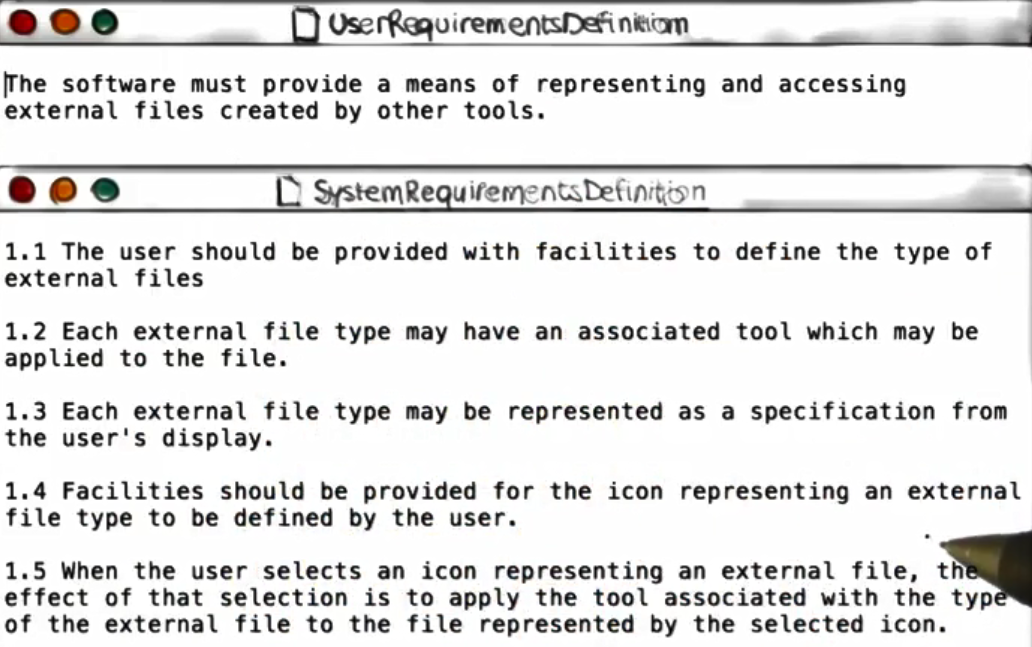 UserRequirementsDefinition
The software must provide a means of representing and accessing
external files created by other tools.
SystemRequirementsDefinition
1.1 The user should be provided with facilities to define the type of
external files
1.2 Each external file type may have an associated tool which may be
applied to the file.
1.3 Each external file type may be represented as a specification from
the user's display.
1.4 Facilities should be provided for the icon representing an external
file type to be defined by the user.
1.5 When the user selects an icon representing an external file, the
effect of that selection is to apply the tool associated with the type
of the external file to the file represented by the selected icon.